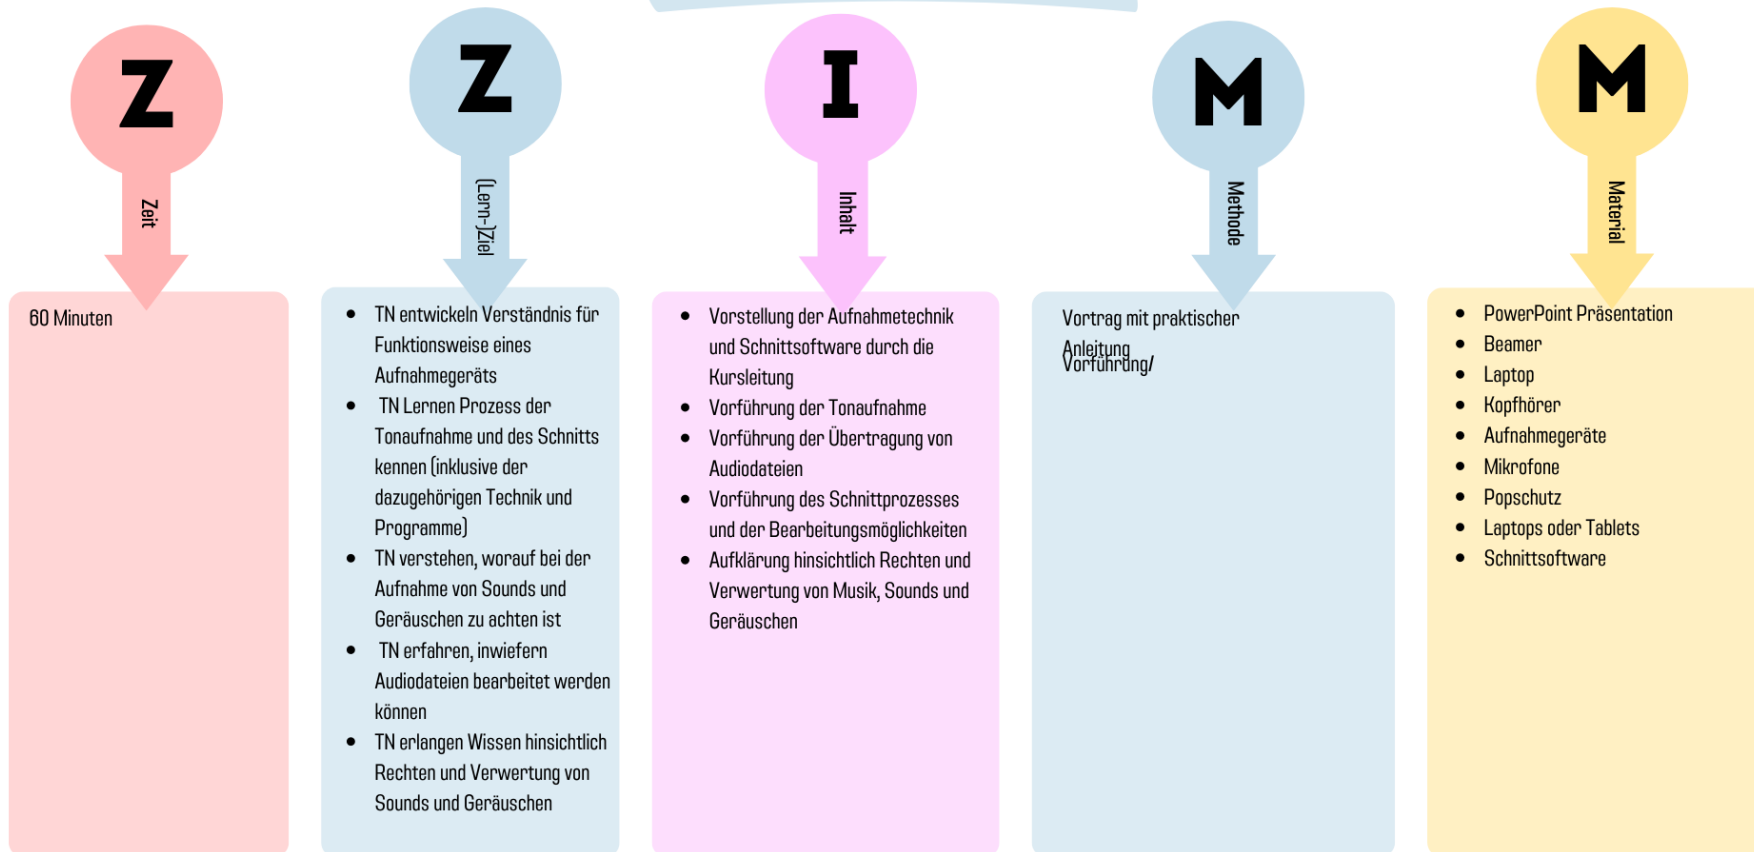 Z
Zeit
60 Minuten
Z
(Lern-)Ziel
• TN entwickeln Verständnis für
Funktionsweise eines
Aufnahmegeräts
• TN Lernen Prozess der
Tonaufnahme und des Schnitts
kennen (inklusive der
dazugehörigen Technik und
Programme)
• TN verstehen, worauf bei der
Aufnahme von Sounds und
Geräuschen zu achten ist
• TN erfahren, inwiefern
Audiodateien bearbeitet werden
können
• TN erlangen Wissen hinsichtlich
Rechten und Verwertung von
Sounds und Geräuschen
I
Inhalt
• Vorstellung der Aufnahmetechnik
und Schnittsoftware durch die
Kursleitung
• Vorführung der Tonaufnahme
• Vorführung der Übertragung von
Audiodateien
• Vorführung des Schnittprozesses
und der Bearbeitungsmöglichkeiten
• Aufklärung hinsichtlich Rechten und
Verwertung von Musik, Sounds und
Geräuschen
M
Methode
Vortrag mit praktischer
Anleitung
Vorführung/
M
Material
• PowerPoint Präsentation
• Beamer
• Laptop
• Kopfhörer
• Aufnahmegeräte
• Mikrofone
• Popschutz
• Laptops oder Tablets
• Schnittsoftware